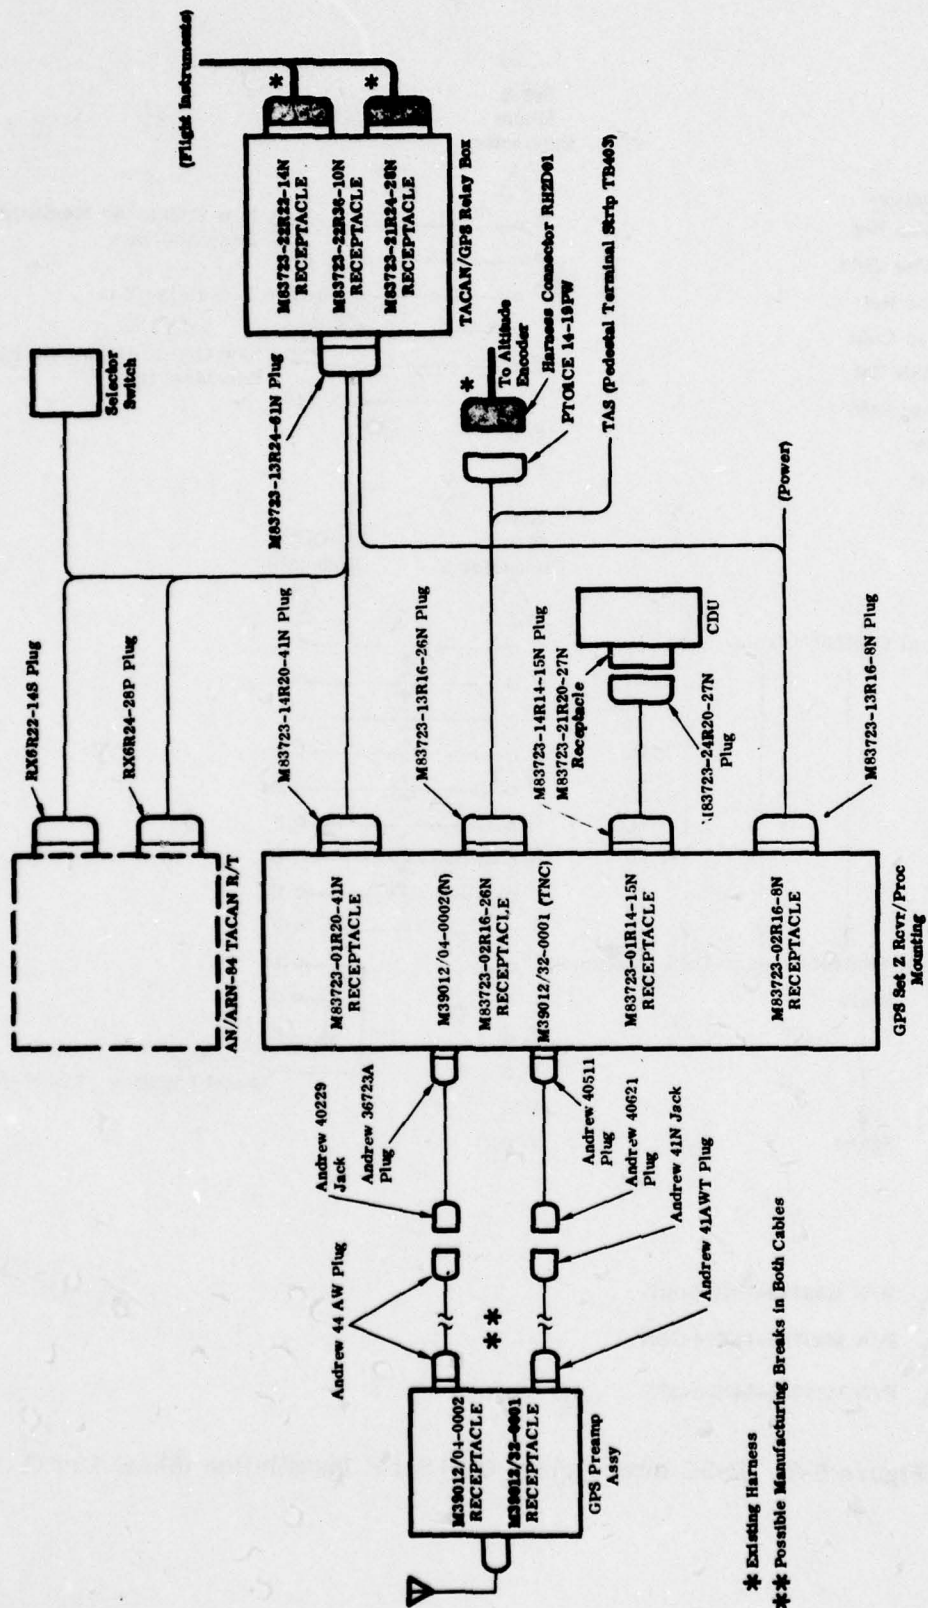 (Flight Instruments)
*
*
M83723-22R22-14N
RECEPTACLE
M83723-22R36-10N
RECEPTACLE
M83723-21R24-28N
RECEPTACLE
TACAN/GPS Relay Box
Selector
Switch
M83723-13R24-61N Plug
*
To Altitude
Encoder
Harness Connector RH2D01
PTO1CE 14-19PW
TAS (Pedestal Terminal Strip TB403)
(Power)
RX6R22-14S Plug
RX6R24-28P Plug
M83723-14R20-41N Plug
M83723-13R16-26N Plug
M83723-14R14-15N Plug
M83723-21R20-27N
Receptacle
CDU
M83723-24R20-27N
Plug
M83723-13R16-8N Plug
AN/ARN-84 TACAN R/T
M83723-01R20-41N
RECEPTACLE
M39012/04-0002(N)
M83723-02R16-26N
RECEPTACLE
M39012/32-0001 (TNC)
M83723-01R14-15N
RECEPTACLE
M83723-02R16-8N
RECEPTACLE
GPS Set Z Rcvr/Proc
Mounting
Andrew 40229
Jack
Andrew 36723A
Plug
Andrew 40511
Plug
Andrew 40621
Plug
Andrew 41N Jack
Andrew 41AWT Plug
Andrew 44 AW Plug
**
M39012/04-0002
RECEPTACLE
M39012/32-0001
RECEPTACLE
GPS Preamp
Assy
* Existing Harness
** Possible Manufacturing Breaks in Both Cables